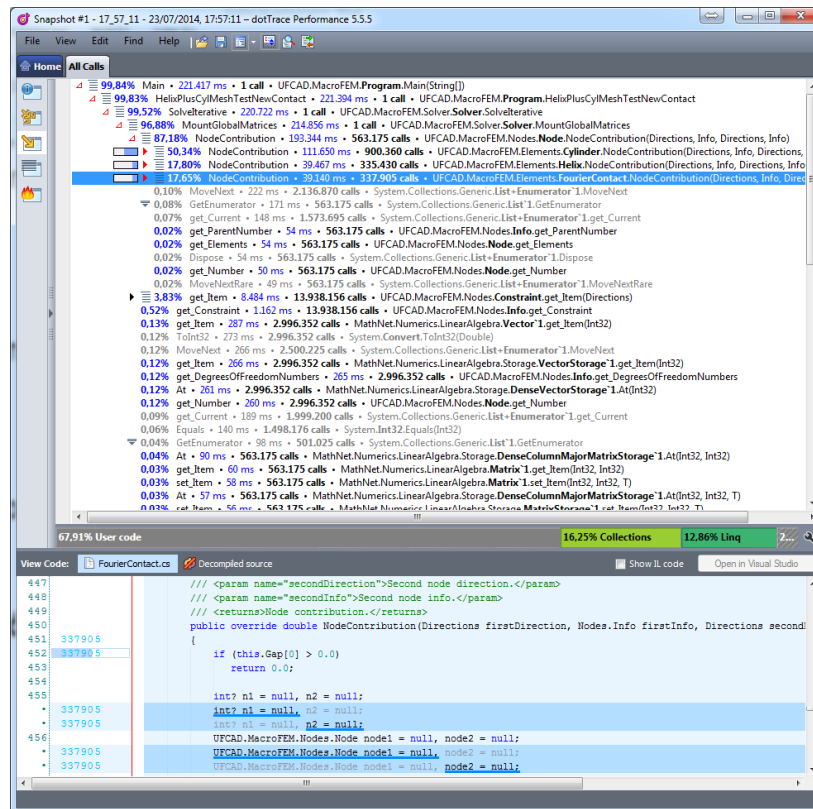 Snapshot #1 - 17_57_11 - 23/07/2014, 17:57:11 – dotTrace Performance 5.5.5
File View Edit Find Help
Home All Calls
99,84% Main • 221.417 ms • 1 call • UFCAD.MacroFEM.Program.Main(String[])
99,83% HelixPlusCylMeshTestNewContact • 221.394 ms • 1 call • UFCAD.MacroFEM.Program.HelixPlusCylMeshTestNewContact
99,52% SolveIterative • 220.722 ms • 1 call • UFCAD.MacroFEM.Solver.Solver.SolveIterative
96,88% MountGlobalMatrices • 214.856 ms • 1 call • UFCAD.MacroFEM.Solver.Solver.MountGlobalMatrices
87,18% NodeContribution • 193.344 ms • 563.175 calls • UFCAD.MacroFEM.Nodes.Node.NodeContribution(Directions, Info, Directions, Info)
50,34% NodeContribution • 111.650 ms • 900.360 calls • UFCAD.MacroFEM.Elements.Cylinder.NodeContribution(Directions, Info, Directions,
17,80% NodeContribution • 39.467 ms • 335.430 calls • UFCAD.MacroFEM.Elements.Helix.NodeContribution(Directions, Info, Directions, Info
17,65% NodeContribution • 39.140 ms • 337.905 calls • UFCAD.MacroFEM.Elements.FourierContact.NodeContribution(Directions, Info, Direc
0,10% MoveNext • 222 ms • 2.136.870 calls • System.Collections.Generic.List+Enumerator`1.MoveNext
0,08% GetEnumerator • 171 ms • 563.175 calls • System.Collections.Generic.List`1.GetEnumerator
0,07% get_Current • 148 ms • 1.573.695 calls • System.Collections.Generic.List+Enumerator`1.get_Current
0,02% get_ParentNumber • 54 ms • 563.175 calls • UFCAD.MacroFEM.Nodes.Info.get_ParentNumber
0,02% get_Elements • 54 ms • 563.175 calls • UFCAD.MacroFEM.Nodes.Node.get_Elements
0,02% Dispose • 54 ms • 563.175 calls • System.Collections.Generic.List+Enumerator`1.Dispose
0,02% get_Number • 50 ms • 563.175 calls • UFCAD.MacroFEM.Nodes.Node.get_Number
0,02% MoveNextRare • 49 ms • 563.175 calls • System.Collections.Generic.List+Enumerator`1.MoveNextRare
3,83% get_Item • 8.484 ms • 13.938.156 calls • UFCAD.MacroFEM.Nodes.Constraint.get_Item(Directions)
0,52% get_Constraint • 1.162 ms • 13.938.156 calls • UFCAD.MacroFEM.Nodes.Info.get_Constraint
0,13% get_Item • 287 ms • 2.996.352 calls • MathNet.Numerics.LinearAlgebra.Vector`1.get_Item(Int32)
0,12% ToInt32 • 273 ms • 2.996.352 calls • System.Convert.ToInt32(Double)
0,12% MoveNext • 266 ms • 2.500.225 calls • System.Collections.Generic.List+Enumerator`1.MoveNext
0,12% get_Item • 266 ms • 2.996.352 calls • MathNet.Numerics.LinearAlgebra.Storage.VectorStorage`1.get_Item(Int32)
0,12% get_DegreesOfFreedomNumbers • 265 ms • 2.996.352 calls • UFCAD.MacroFEM.Nodes.Info.get_DegreesOfFreedomNumbers
0,12% At • 261 ms • 2.996.352 calls • MathNet.Numerics.LinearAlgebra.Storage.DenseVectorStorage`1.At(Int32)
0,12% get_Number • 260 ms • 2.996.352 calls • UFCAD.MacroFEM.Nodes.Node.get_Number
0,09% get_Current • 189 ms • 1.999.200 calls • System.Collections.Generic.List+Enumerator`1.get_Current
0,06% Equals • 140 ms • 1.498.176 calls • System.Int32.Equals(Int32)
0,04% GetEnumerator • 98 ms • 501.025 calls • System.Collections.Generic.List`1.GetEnumerator
0,04% At • 90 ms • 563.175 calls • MathNet.Numerics.LinearAlgebra.Storage.DenseColumnMajorMatrixStorage`1.At(Int32, Int32)
0,03% get_Item • 60 ms • 563.175 calls • MathNet.Numerics.LinearAlgebra.Matrix`1.get_Item(Int32, Int32)
0,03% set_Item • 58 ms • 563.175 calls • MathNet.Numerics.LinearAlgebra.Matrix`1.set_Item(Int32, Int32, T)
0,03% At • 57 ms • 563.175 calls • MathNet.Numerics.LinearAlgebra.Storage.DenseColumnMajorMatrixStorage`1.At(Int32, Int32, T)
0,03% set_Item • 56 ms • 563.175 calls • MathNet.Numerics.LinearAlgebra.Storage.MatrixStorage`1.set_Item(Int32, Int32, T)
67,91% User code 16,25% Collections 12,86% Linq 2...
View Code: FourierContact.cs Decompiled source Show IL code Open in Visual Studio
447 /// <param name="secondDirection">Second node direction.</param>
448 /// <param name="secondInfo">Second node info.</param>
449 /// <returns>Node contribution.</returns>
450 public override double NodeContribution(Directions firstDirection, Nodes.Info firstInfo, Directions second
451 337905 {
452 337905 if (this.Gap[0] > 0.0)
453 return 0.0;
454
455 int? n1 = null, n2 = null;
• 337905 int? n1 = null, n2 = null;
• 337905 int? n1 = null, n2 = null;
456 UFCAD.MacroFEM.Nodes.Node node1 = null, node2 = null;
• 337905 UFCAD.MacroFEM.Nodes.Node node1 = null, node2 = null;
• 337905 UFCAD.MacroFEM.Nodes.Node node1 = null, node2 = null;